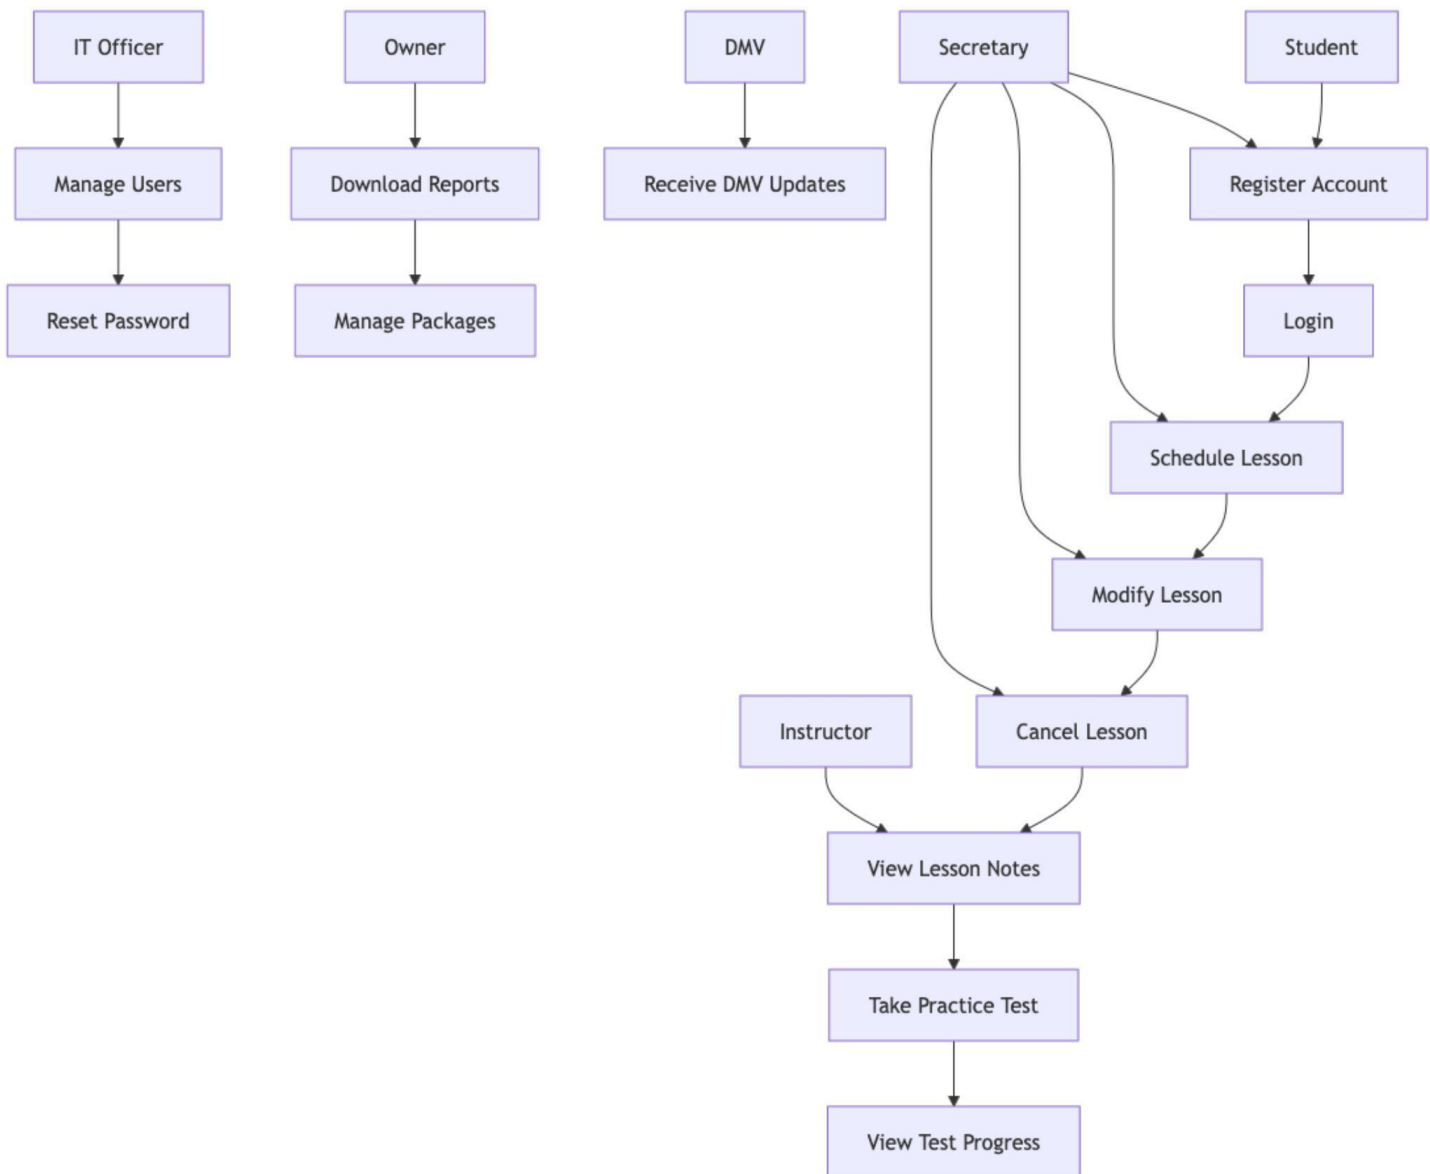 IT Officer
Owner
DMV
Secretary
Student
Manage Users
Download Reports
Receive DMV Updates
Register Account
Reset Password
Manage Packages
Login
Schedule Lesson
Modify Lesson
Instructor
Cancel Lesson
View Lesson Notes
Take Practice Test
View Test Progress